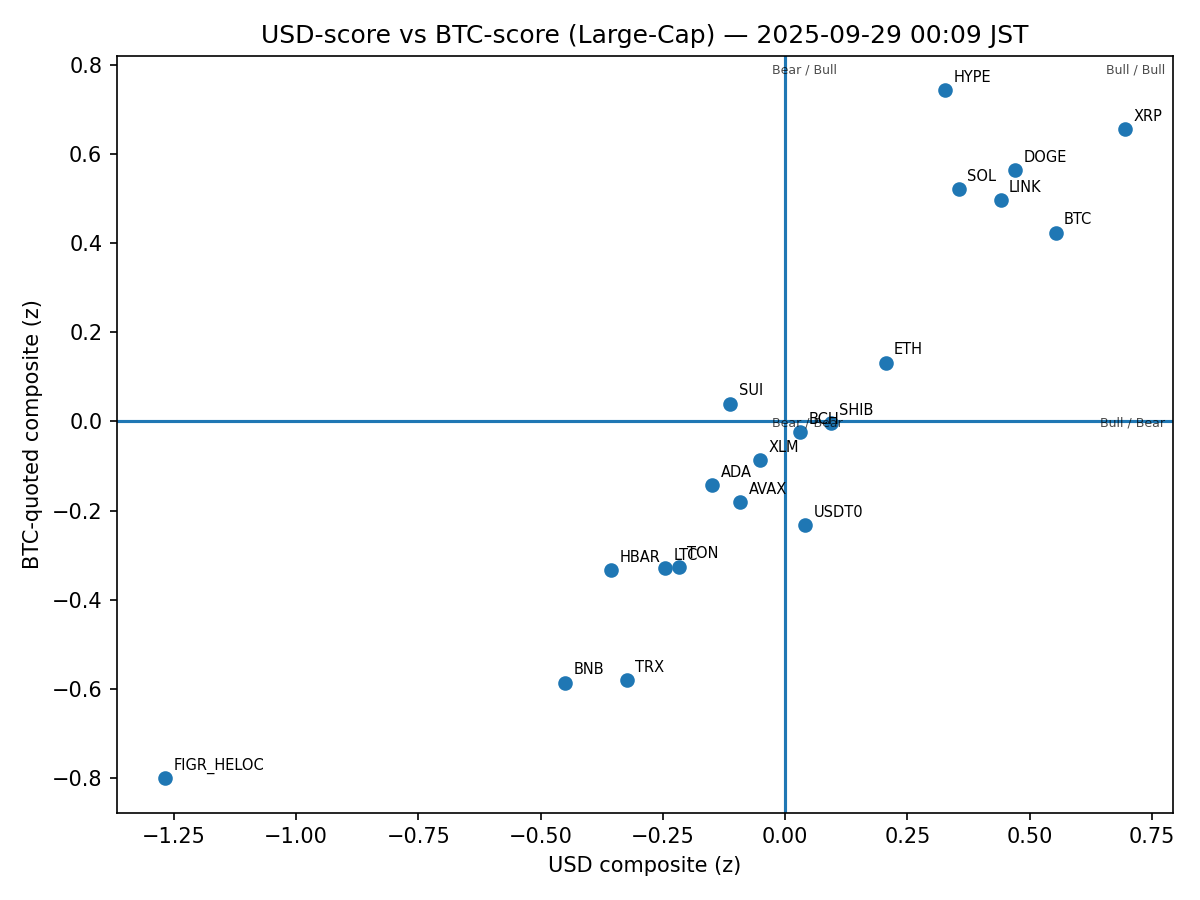 USD-score vs BTC-score (Large-Cap) — 2025-09-29 00:09 JST
0.8
0.6
0.4
0.2
0.0
−0.2
−0.4
−0.6
−0.8
BTC-quoted composite (z)
Bear / Bull
Bull / Bull
HYPE
XRP
DOGE
SOL
LINK
BTC
ETH
SUI
SHIB
BCH
Bear / Bear
Bull / Bear
XLM
ADA
AVAX
USDT0
HBAR
LTC
TON
BNB
TRX
FIGR_HELOC
−1.25
−1.00
−0.75
−0.50
−0.25
0.00
0.25
0.50
0.75
USD composite (z)